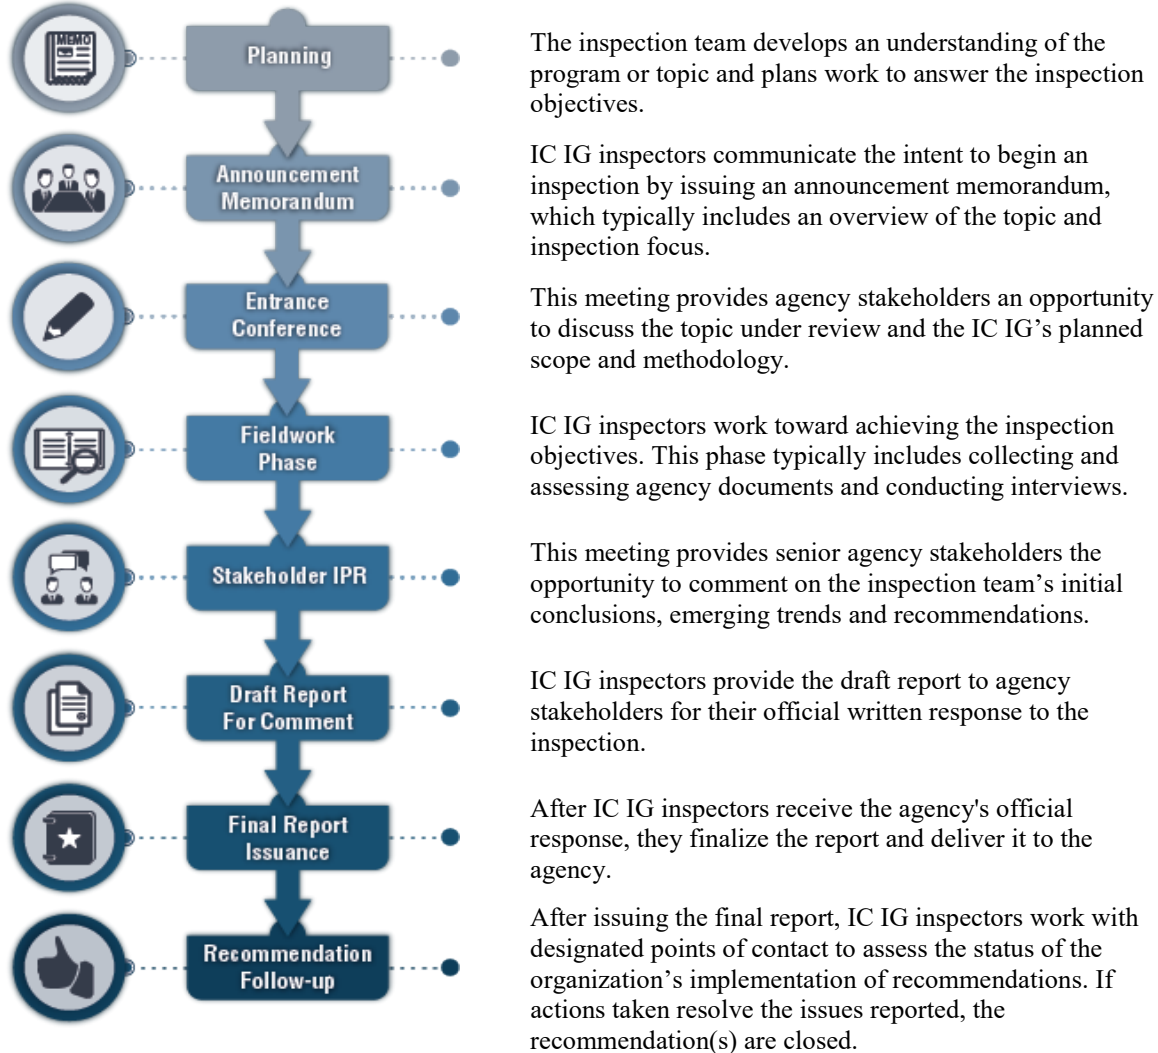 MEMO
Planning
The inspection team develops an understanding of the
program or topic and plans work to answer the inspection
objectives.
Announcement
Memorandum
IC IG inspectors communicate the intent to begin an
inspection by issuing an announcement memorandum,
which typically includes an overview of the topic and
inspection focus.
Entrance
Conference
This meeting provides agency stakeholders an opportunity
to discuss the topic under review and the IC IG’s planned
scope and methodology.
Fieldwork
Phase
IC IG inspectors work toward achieving the inspection
objectives. This phase typically includes collecting and
assessing agency documents and conducting interviews.
Stakeholder IPR
This meeting provides senior agency stakeholders the
opportunity to comment on the inspection team’s initial
conclusions, emerging trends and recommendations.
Draft Report
For Comment
IC IG inspectors provide the draft report to agency
stakeholders for their official written response to the
inspection.
Final Report
Issuance
After IC IG inspectors receive the agency's official
response, they finalize the report and deliver it to the
agency.
Recommendation
Follow-up
After issuing the final report, IC IG inspectors work with
designated points of contact to assess the status of the
organization’s implementation of recommendations. If
actions taken resolve the issues reported, the
recommendation(s) are closed.